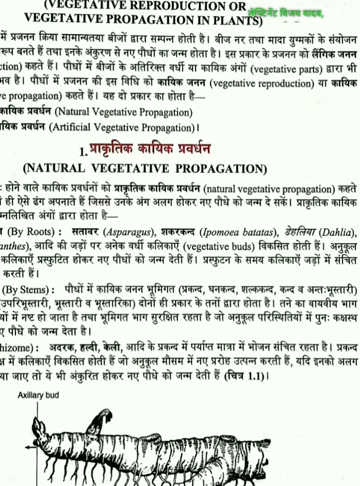 (VEGETATIVE REPRODUCTION OR
VEGETATIVE PROPAGATION IN PLANTS)
विजय यादव,
में प्रजनन क्रिया सामान्यतया बीजों द्वारा सम्पन्न होती है। बीज नर तथा मादा युग्मकों के संयोजन
रूप बनते हैं तथा इनके अंकुरण से नए पौधों का जन्म होता है। इस प्रकार के प्रजनन को लैंगिक जनन
ction) कहते हैं। पौधों में बीजों के अतिरिक्त वर्धी या कायिक अंगों (vegetative parts) द्वारा भी
भव है। पौधों में प्रजनन की इस विधि को कायिक जनन (vegetative reproduction) या कायिक
ve propagation) कहते हैं। यह दो प्रकार का होता है—
कायिक प्रवर्धन (Natural Vegetative Propagation)
यिक प्रवर्धन (Artificial Vegetative Propagation)।
1. प्राकृतिक कायिक प्रवर्धन
(NATURAL VEGETATIVE PROPAGATION)
: होने वाले कायिक प्रवर्धनों को प्राकृतिक कायिक प्रवर्धन (natural vegetative propagation) कहते
ही ऐसे ढंग अपनाते हैं जिससे उनके अंग अलग होकर नए पौधे को जन्म दे सकें। प्राकृतिक कायिक
म्नलिखित अंगों द्वारा होता है—
(By Roots) : सतावर (Asparagus), शकरकन्द (Ipomoea batatas), डेहलिया (Dahlia),
anthes), आदि की जड़ों पर अनेक वर्धी कलिकाएँ (vegetative buds) विकसित होती हैं। अनुकूल
कलिकाएँ प्रस्फुटित होकर नए पौधों को जन्म देती हैं। प्रस्फुटन के समय कलिकाएँ जड़ों में संचित
करती हैं।
(By Stems) : पौधों में कायिक जनन भूमिगत (प्रकन्द, घनकन्द, शल्ककन्द, कन्द व अन्तःभूस्तारी)
उपरिभूस्तारी, भूस्तारी व भूस्तारिका) दोनों ही प्रकार के तनों द्वारा होता है। तने का वायवीय भाग
यों में नष्ट हो जाता है तथा भूमिगत भाग सुरक्षित रहता है जो अनुकूल परिस्थितियों में पुनः कक्षस्थ
ए पौधे को जन्म देता है।
hizome) : अदरक, हल्दी, केली, आदि के प्रकन्द में पर्याप्त मात्रा में भोजन संचित रहता है। प्रकन्द
क्ष में कलिकाएँ विकसित होती हैं जो अनुकूल मौसम में नए प्ररोह उत्पन्न करती हैं, यदि इनको अलग
या जाए तो ये भी अंकुरित होकर नए पौधे को जन्म देती हैं (चित्र 1.1)।
Axillary bud